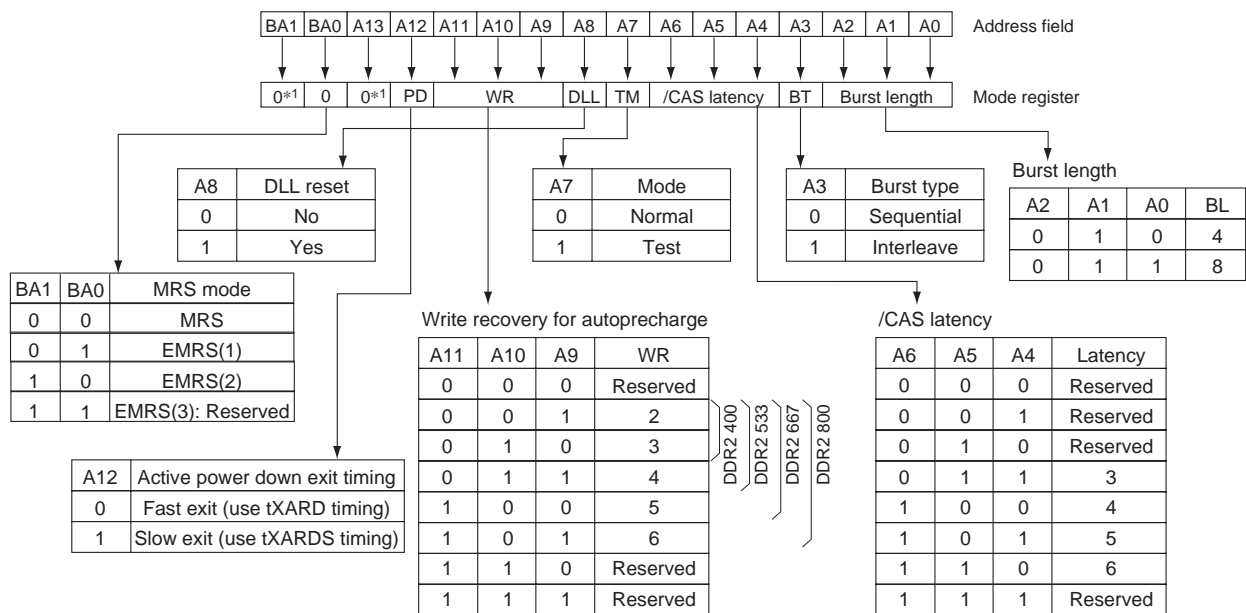 BA1 BA0 A13 A12 A11 A10 A9 A8 A7 A6 A5 A4 A3 A2 A1 A0 Address field
0*1 0 0*1 PD WR DLL TM /CAS latency BT Burst length Mode register
A8 DLL reset
0 No
1 Yes
A7 Mode
0 Normal
1 Test
A3 Burst type
0 Sequential
1 Interleave
Burst length
A2 A1 A0 BL
0 1 0 4
0 1 1 8
BA1 BA0 MRS mode
0 0 MRS
0 1 EMRS(1)
1 0 EMRS(2)
1 1 EMRS(3): Reserved
A12 Active power down exit timing
0 Fast exit (use tXARD timing)
1 Slow exit (use tXARDS timing)
Write recovery for autoprecharge
A11 A10 A9 WR
0 0 0 Reserved
0 0 1 2
0 1 0 3
0 1 1 4
1 0 0 5
1 0 1 6
1 1 0 Reserved
1 1 1 Reserved
DDR2 400
DDR2 533
DDR2 667
DDR2 800
/CAS latency
A6 A5 A4 Latency
0 0 0 Reserved
0 0 1 Reserved
0 1 0 Reserved
0 1 1 3
1 0 0 4
1 0 1 5
1 1 0 6
1 1 1 Reserved